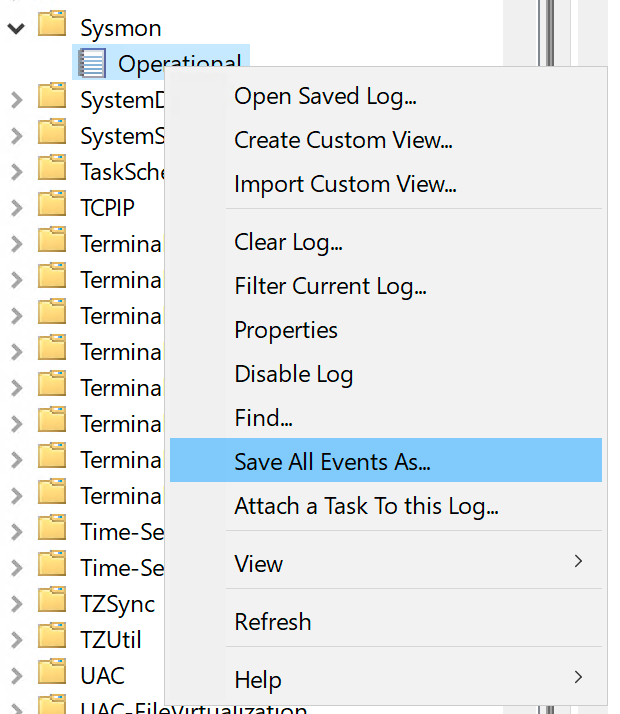 Sysmon
Operational
Open Saved Log...
SystemD
Create Custom View...
SystemS
TaskSche
Import Custom View...
TCPIP
Termina
Clear Log...
Termina
Filter Current Log...
Termina
Properties
Termina
Disable Log
Termina
Termina
Find...
Termina
Save All Events As...
Termina
Attach a Task To this Log...
Time-Se
Time-Se
View
TZSync
Refresh
TZUtil
UAC
Help
UAC-FileVirtualization